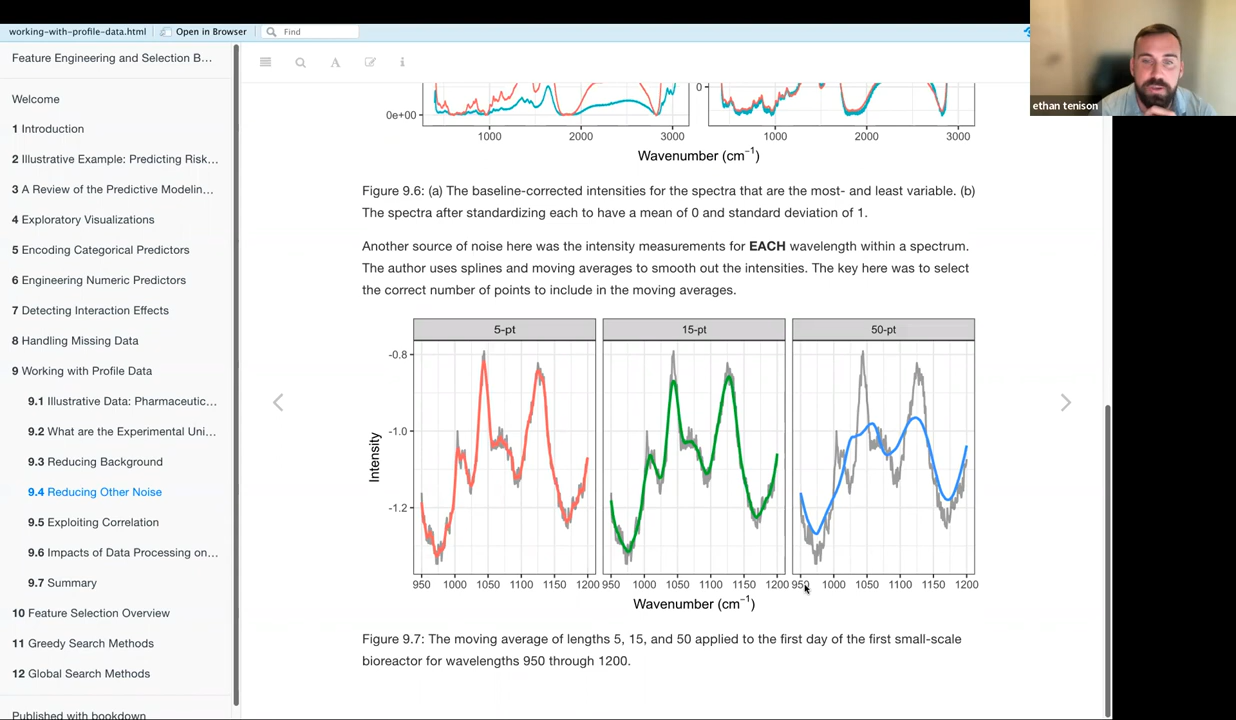 working-with-profile-data.html
Open in Browser
Find
Feature Engineering and Selection B...
Welcome
1 Introduction
2 Illustrative Example: Predicting Risk...
3 A Review of the Predictive Modelin...
4 Exploratory Visualizations
5 Encoding Categorical Predictors
6 Engineering Numeric Predictors
7 Detecting Interaction Effects
8 Handling Missing Data
9 Working with Profile Data
9.1 Illustrative Data: Pharmaceutic...
9.2 What are the Experimental Uni...
9.3 Reducing Background
9.4 Reducing Other Noise
9.5 Exploiting Correlation
9.6 Impacts of Data Processing on...
9.7 Summary
10 Feature Selection Overview
11 Greedy Search Methods
12 Global Search Methods
Published with bookdown
A
i
0e+00
1000 2000 3000
Wavenumber (cm⁻¹)
0
1000 2000 3000
Figure 9.6: (a) The baseline-corrected intensities for the spectra that are the most- and least variable. (b)
The spectra after standardizing each to have a mean of 0 and standard deviation of 1.
Another source of noise here was the intensity measurements for EACH wavelength within a spectrum.
The author uses splines and moving averages to smooth out the intensities. The key here was to select
the correct number of points to include in the moving averages.
5-pt 15-pt 50-pt
-0.8
-1.0
-1.2
Intensity
950 1000 1050 1100 1150 1200 950 1000 1050 1100 1150 1200 950 1000 1050 1100 1150 1200
Wavenumber (cm⁻¹)
Figure 9.7: The moving average of lengths 5, 15, and 50 applied to the first day of the first small-scale
bioreactor for wavelengths 950 through 1200.
ethan tenison